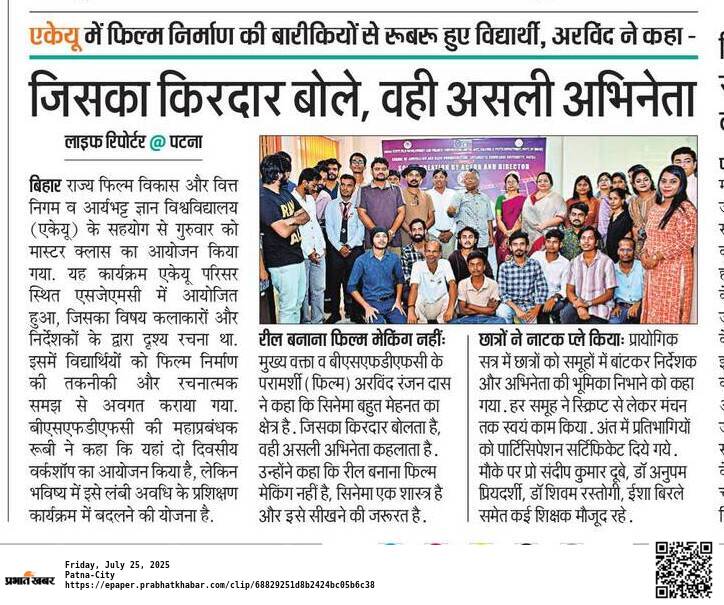 एकेयू में फिल्म निर्माण की बारीकियों से रूबरू हुए विद्यार्थी, अरविंद ने कहा -
जिसका किरदार बोले, वही असली अभिनेता
लाइफ रिपोर्टर @ पटना
बिहार राज्य फिल्म विकास और वित्त
निगम व आर्यभट्ट ज्ञान विश्वविद्यालय
(एकेयू) के सहयोग से गुरुवार को
मास्टर क्लास का आयोजन किया
गया. यह कार्यक्रम एकेयू परिसर
स्थित एसजेएमसी में आयोजित
हुआ, जिसका विषय कलाकारों और
निर्देशकों के द्वारा दृश्य रचना था.
इसमें विद्यार्थियों को फिल्म निर्माण
की तकनीकी और रचनात्मक
समझ से अवगत कराया गया.
बीएसएफडीएफसी की महाप्रबंधक
रूबी ने कहा कि यहां दो दिवसीय
वर्कशॉप का आयोजन किया है, लेकिन
भविष्य में इसे लंबी अवधि के प्रशिक्षण
कार्यक्रम में बदलने की योजना है.
CREATION BY ACTOR AND DIRECTOR
रील बनाना फिल्म मेकिंग नहीं:
मुख्य वक्ता व बीएसएफडीएफसी के
परामर्शी (फिल्म) अरविंद रंजन दास
ने कहा कि सिनेमा बहुत मेहनत का
क्षेत्र है. जिसका किरदार बोलता है,
वही असली अभिनेता कहलाता है.
उन्होंने कहा कि रील बनाना फिल्म
मेकिंग नहीं है, सिनेमा एक शास्त्र है
और इसे सीखने की जरूरत है.
छात्रों ने नाटक प्ले किया: प्रायोगिक
सत्र में छात्रों को समूहों में बांटकर निर्देशक
और अभिनेता की भूमिका निभाने को कहा
गया. हर समूह ने स्क्रिप्ट से लेकर मंचन
तक स्वयं काम किया. अंत में प्रतिभागियों
को पार्टिसिपेशन सर्टिफिकेट दिये गये.
मौके पर प्रो संदीप कुमार दूबे, डॉ अनुपम
प्रियदर्शी, डॉ शिवम रस्तोगी, ईशा बिरले
समेत कई शिक्षक मौजूद रहे.
प्रभात खबर
Friday, July 25, 2025
Patna-City
https://epaper.prabhatkhabar.com/clip/68829251d8b2424bc05b6c38